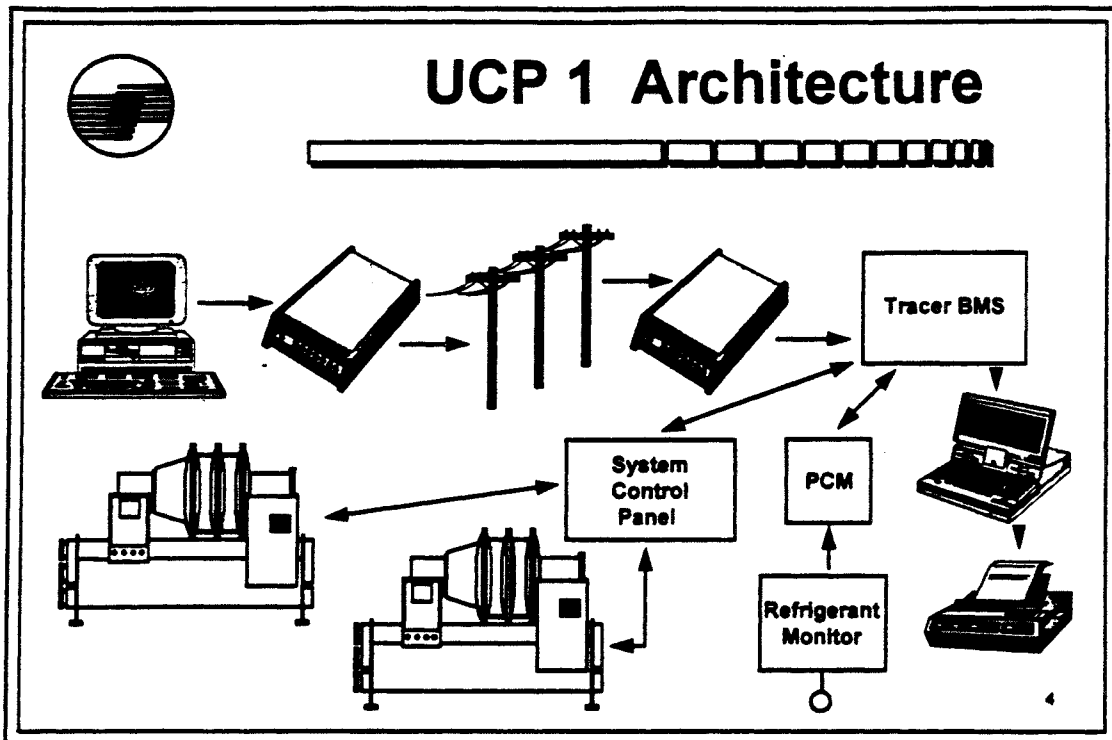 UCP 1 Architecture
Tracer BMS
System
Control
Panel
PCM
Refrigerant
Monitor
4